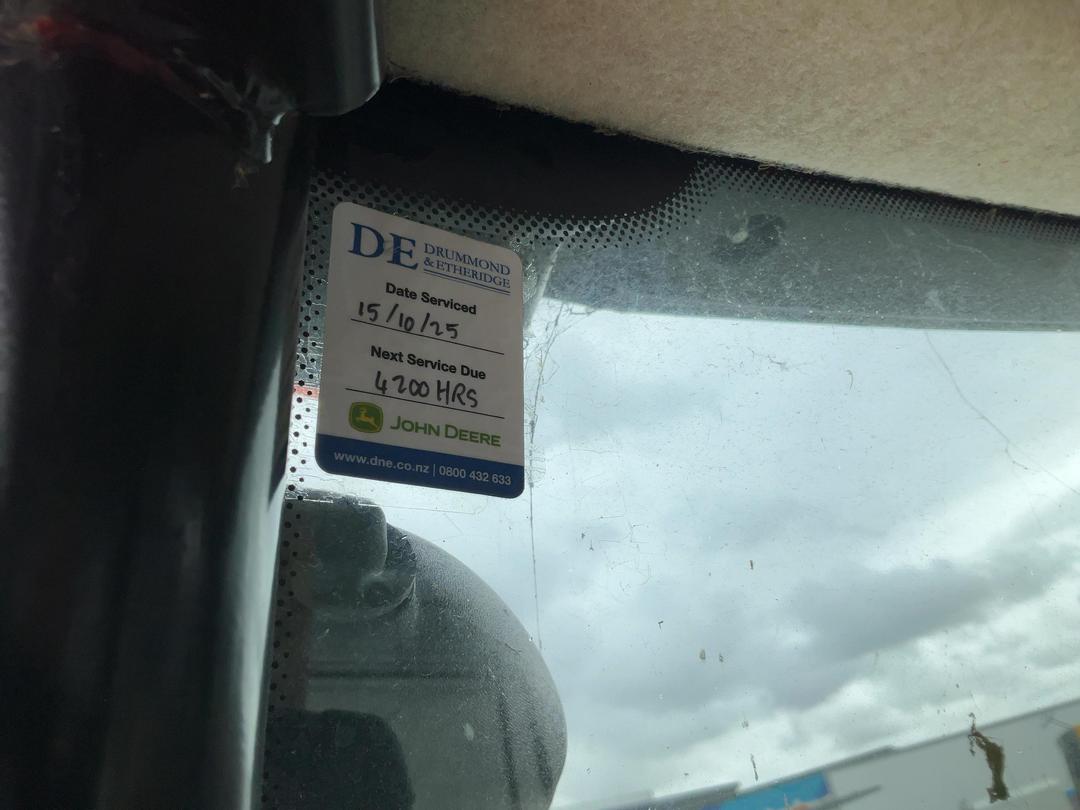 DE DRUMMOND
& ETHERIDGE
Date Serviced
15/10/25
Next Service Due
4200 HRS
JOHN DEERE
www.dne.co.nz | 0800 432 633